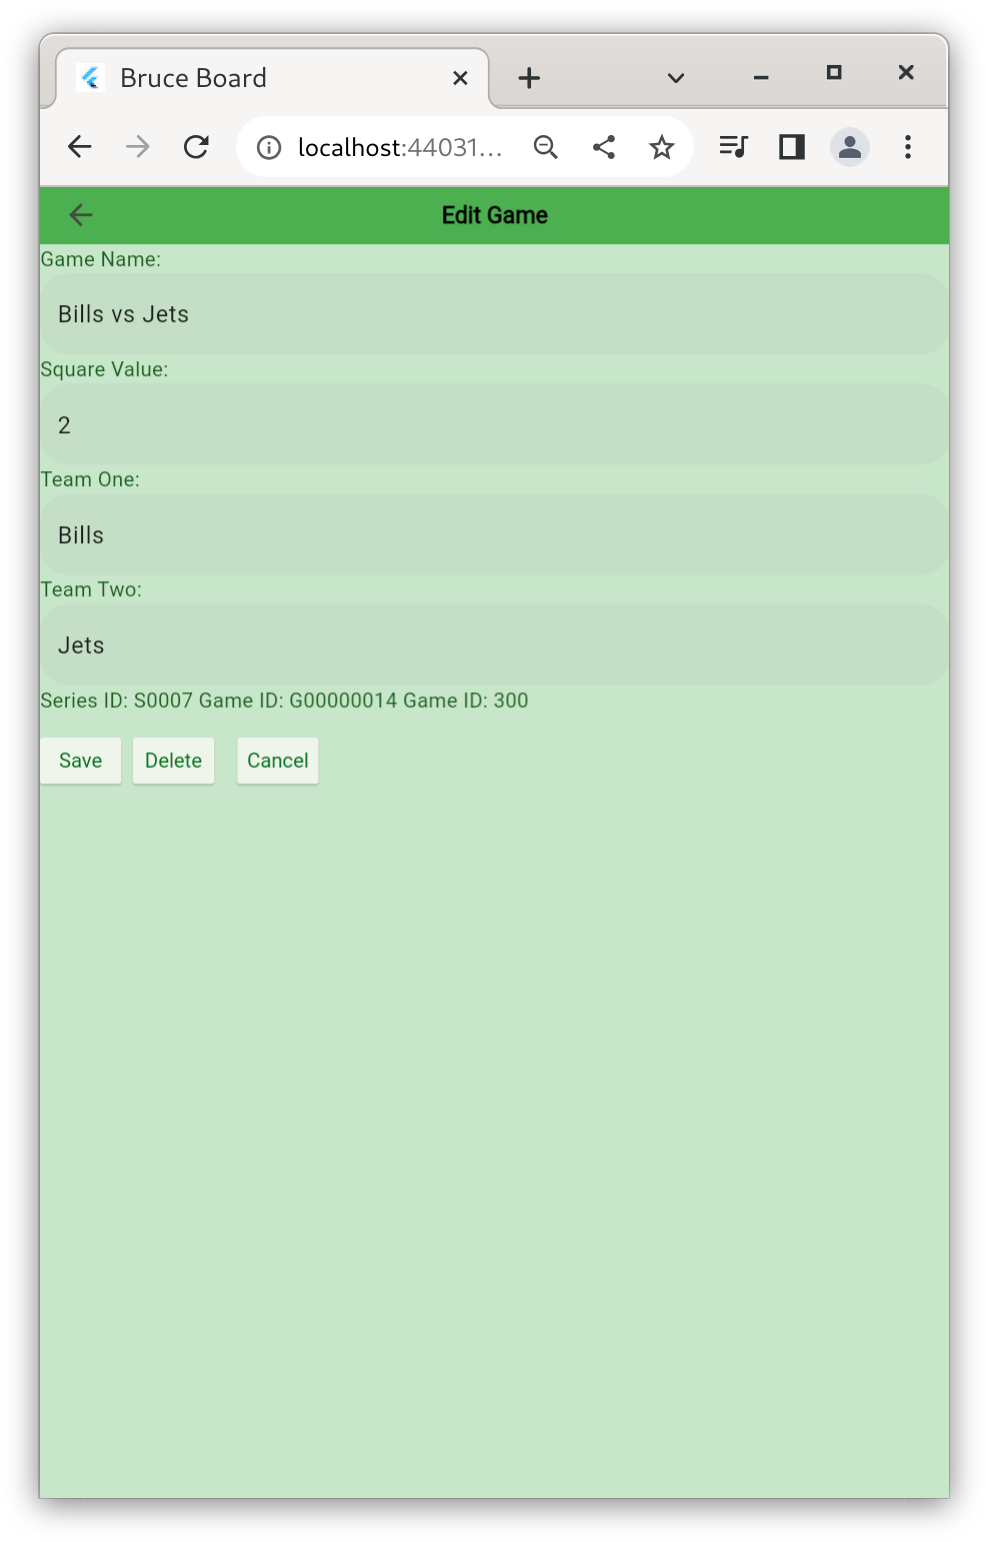 Bruce Board
localhost:44031...
Edit Game
Game Name:
Bills vs Jets
Square Value:
2
Team One:
Bills
Team Two:
Jets
Series ID: S0007 Game ID: G00000014 Game ID: 300
Save Delete Cancel